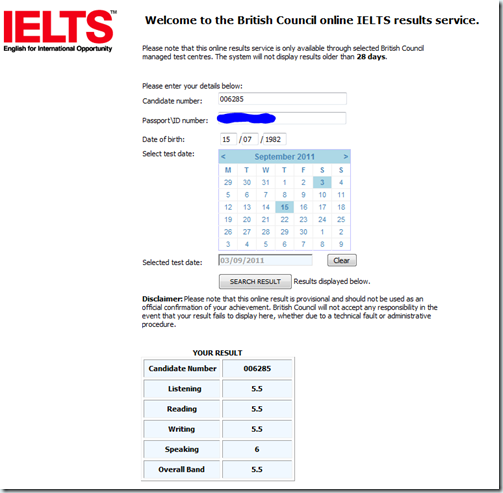 IELTS™
English for International Opportunity
Welcome to the British Council online IELTS results service.
Please note that this online results service is only available through selected British Council
managed test centres. The system will not display results older than 28 days.
Please enter your details below:
Candidate number: 006285
Passport\ID number:
Date of birth: 15 / 07 / 1982
Select test date:
< September 2011 >
M T W T F S S
29 30 31 1 2 3 4
5 6 7 8 9 10 11
12 13 14 15 16 17 18
19 20 21 22 23 24 25
26 27 28 29 30 1 2
3 4 5 6 7 8 9
Selected test date: 03/09/2011 Clear
SEARCH RESULT Results displayed below.
Disclaimer: Please note that this online result is provisional and should not be used as an
official confirmation of your achievement. British Council will not accept any responsibility in the
event that your result fails to display here, whether due to a technical fault or administrative
procedure.
YOUR RESULT
Candidate Number 006285
Listening 5.5
Reading 5.5
Writing 5.5
Speaking 6
Overall Band 5.5